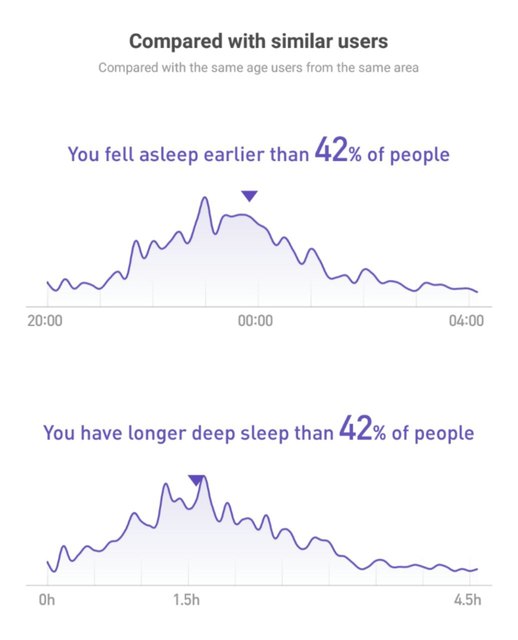 Compared with similar users
Compared with the same age users from the same area
You fell asleep earlier than 42% of people
20:00 00:00 04:00
You have longer deep sleep than 42% of people
0h 1.5h 4.5h